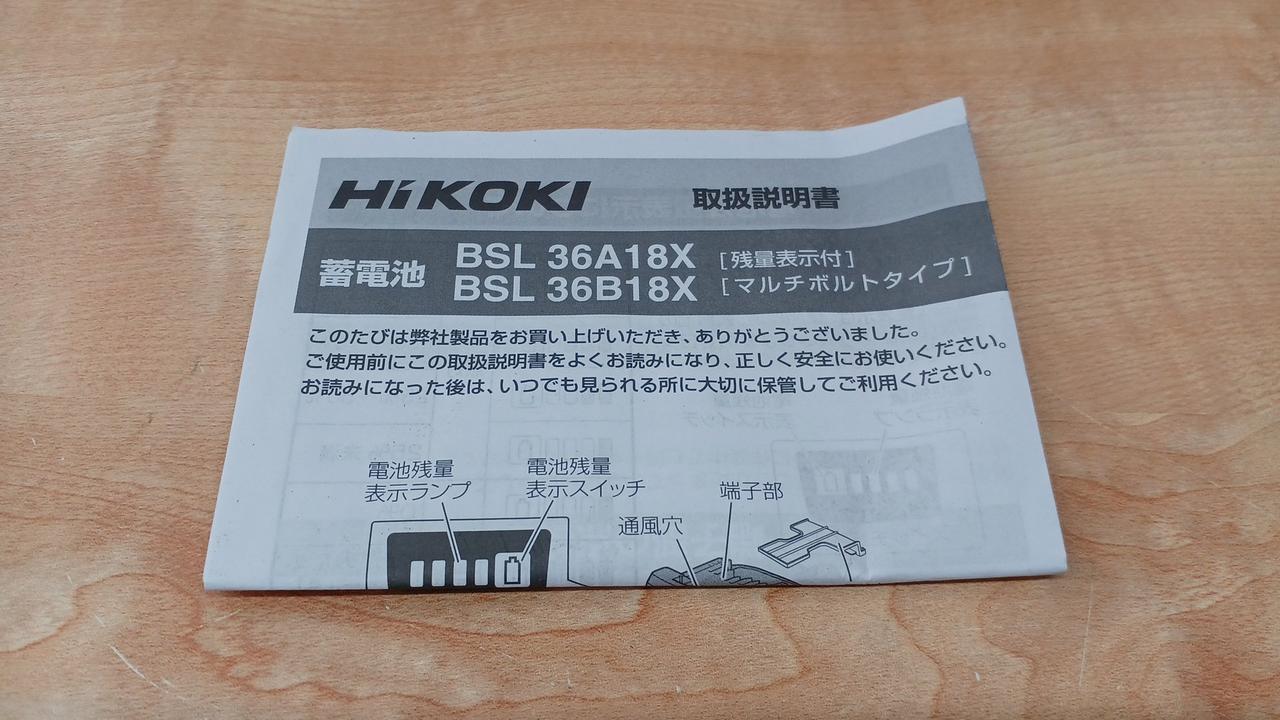 HiKOKI 取扱説明書
蓄電池 BSL 36A18X [残量表示付]
BSL 36B18X [マルチボルトタイプ]
このたびは弊社製品をお買い上げいただき、ありがとうございました。
ご使用前にこの取扱説明書をよくお読みになり、正しく安全にお使いください。
お読みになった後は、いつでも見られる所に大切に保管してご利用ください。
電池残量
表示ランプ
電池残量
表示スイッチ
端子部
通風穴